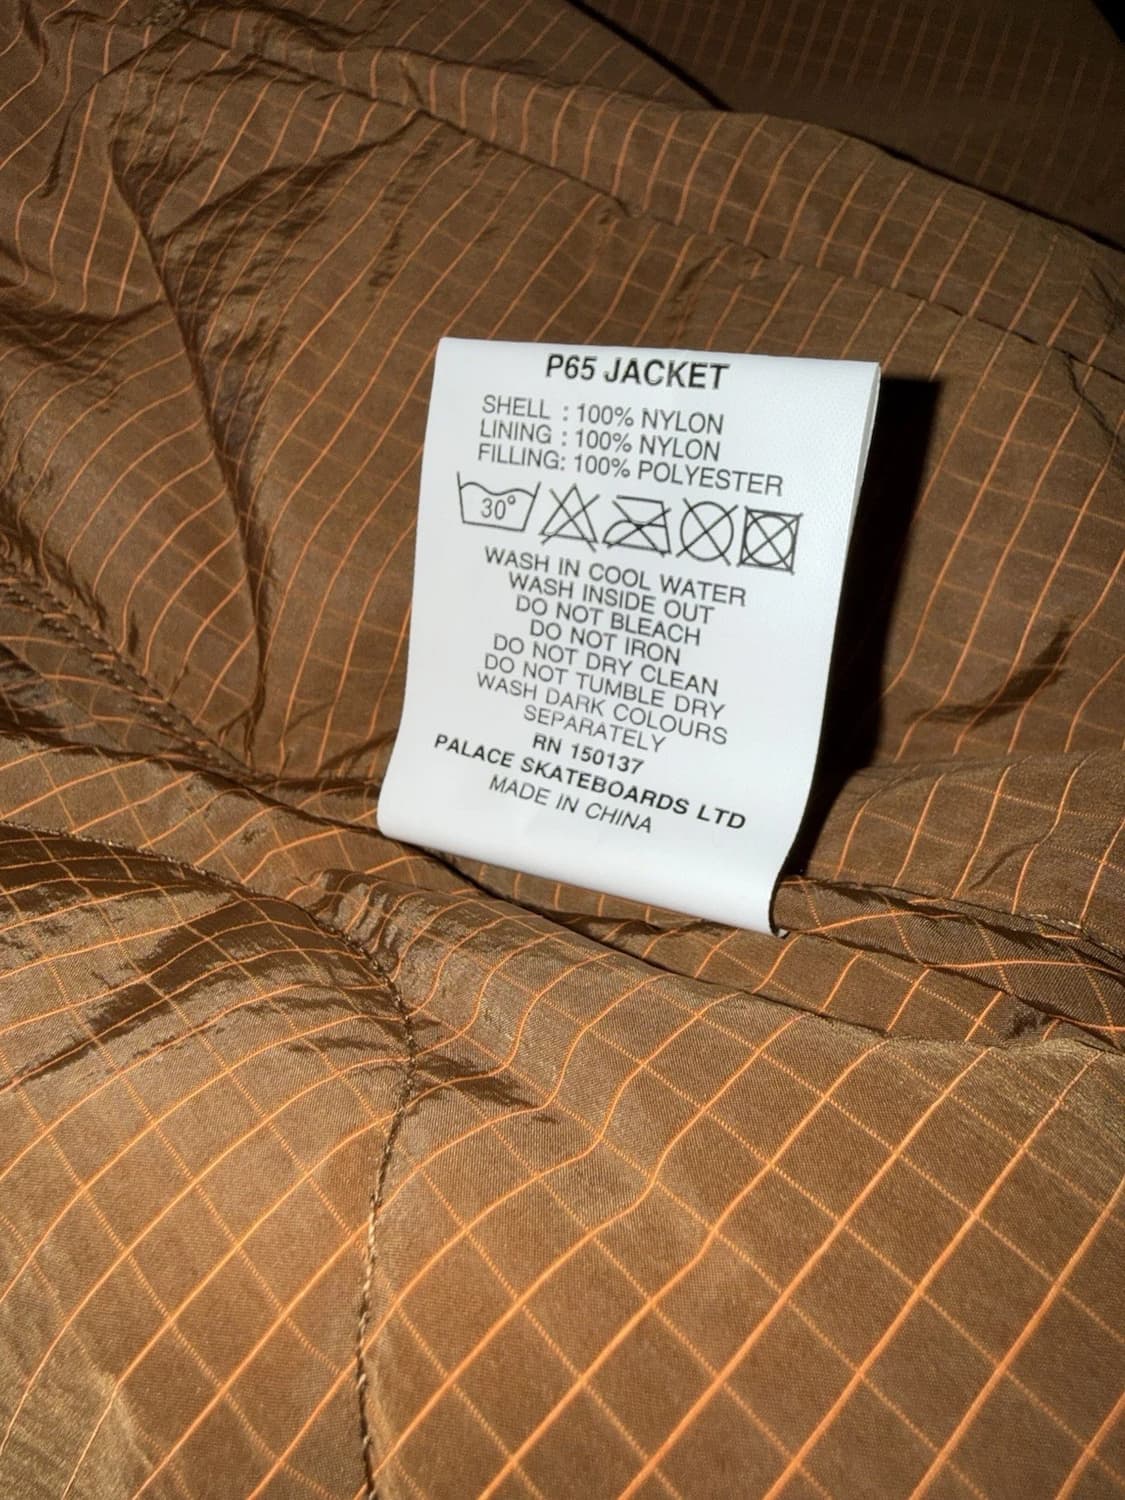 P65 JACKET
SHELL : 100% NYLON
LINING : 100% NYLON
FILLING: 100% POLYESTER
30°
WASH IN COOL WATER
WASH INSIDE OUT
DO NOT BLEACH
DO NOT IRON
DO NOT DRY CLEAN
DO NOT TUMBLE DRY
WASH DARK COLOURS
SEPARATELY
RN 150137
PALACE SKATEBOARDS LTD
MADE IN CHINA